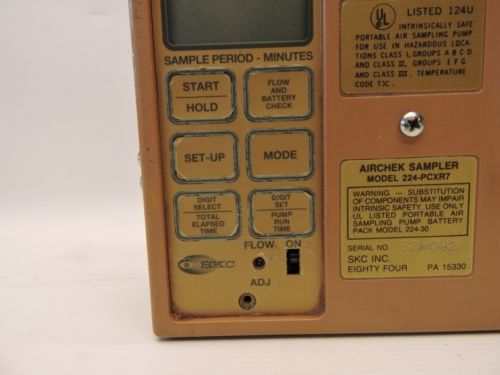 LISTED 124U
UL
INTRINSICALLY SAFE
PORTABLE AIR SAMPLING PUMP
FOR USE IN HAZARDOUS LOCA-
TIONS CLASS I, GROUPS A B C D
AND CLASS II, GROUPS E F G
AND CLASS III. TEMPERATURE
CODE T3C.
SAMPLE PERIOD - MINUTES
START
HOLD
FLOW
AND
BATTERY
CHECK
SET-UP
MODE
DIGIT
SELECT
TOTAL
ELAPSED
TIME
DIGIT
SET
PUMP
RUN
TIME
FLOW ON
SKC
ADJ
AIRCHEK SAMPLER
MODEL 224-PCXR7
WARNING — SUBSTITUTION
OF COMPONENTS MAY IMPAIR
INTRINSIC SAFETY. USE ONLY
UL LISTED PORTABLE AIR
SAMPLING PUMP BATTERY
PACK MODEL 224-30
SERIAL NO.
SKC INC.
EIGHTY FOUR PA 15330